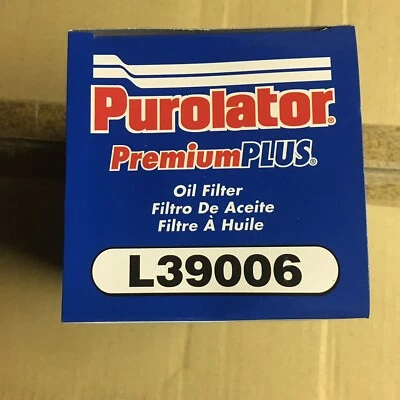 Purolator®
PremiumPLUS®
Oil Filter
Filtro De Aceite
Filtre À Huile
L39006